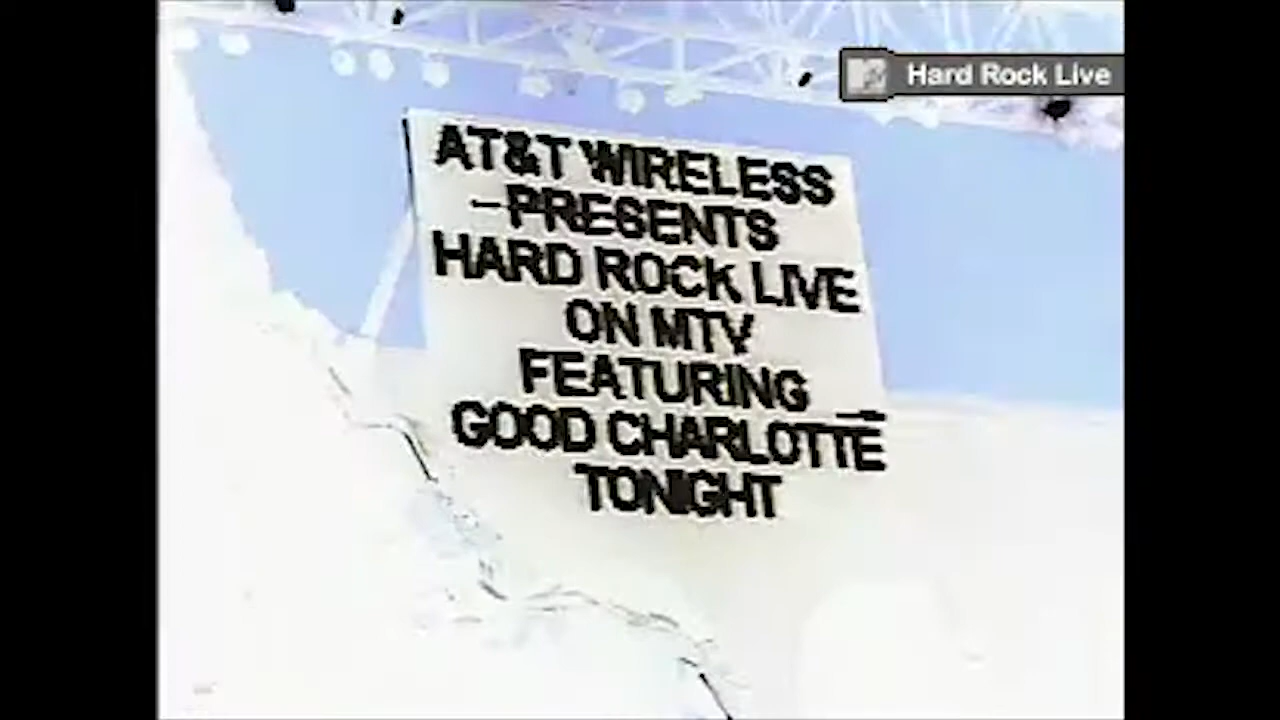 Hard Rock Live
AT&T WIRELESS
PRESENTS
HARD ROCK LIVE
ON MTV
FEATURING
GOOD CHARLOTTE
TONIGHT